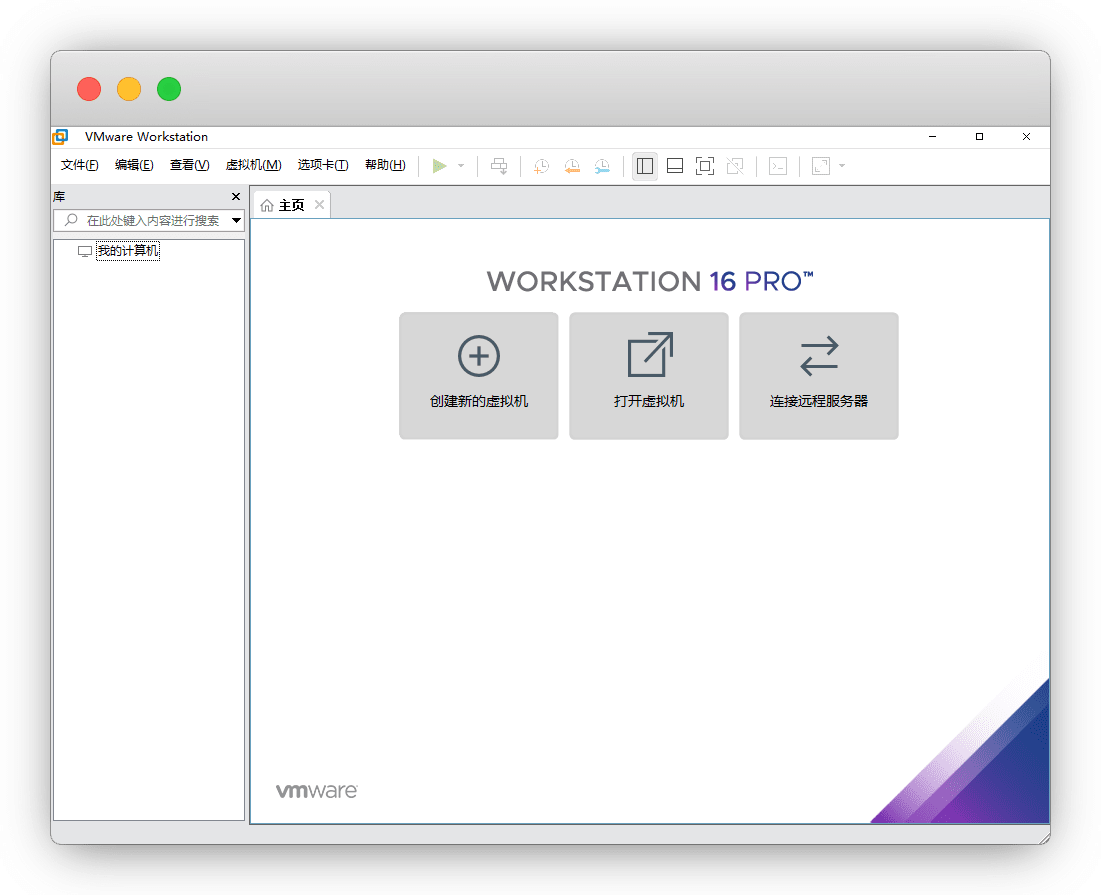 VMware Workstation
文件(F) 编辑(E) 查看(V) 虚拟机(M) 选项卡(T) 帮助(H)
库
在此处键入内容进行搜索
我的计算机
主页
WORKSTATION 16 PRO™
创建新的虚拟机
打开虚拟机
连接远程服务器
vmware